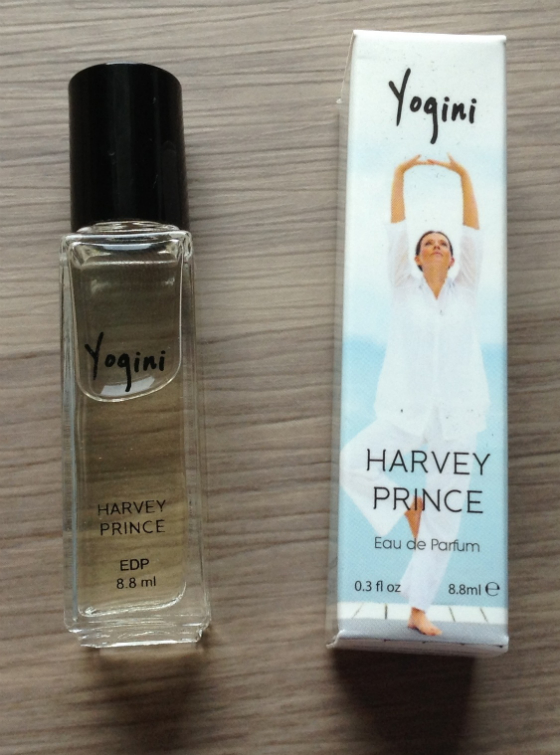 Yogini
HARVEY
PRINCE
EDP
8.8 ml
Yogini
HARVEY
PRINCE
Eau de Parfum
0.3 fl oz 8.8ml ℮